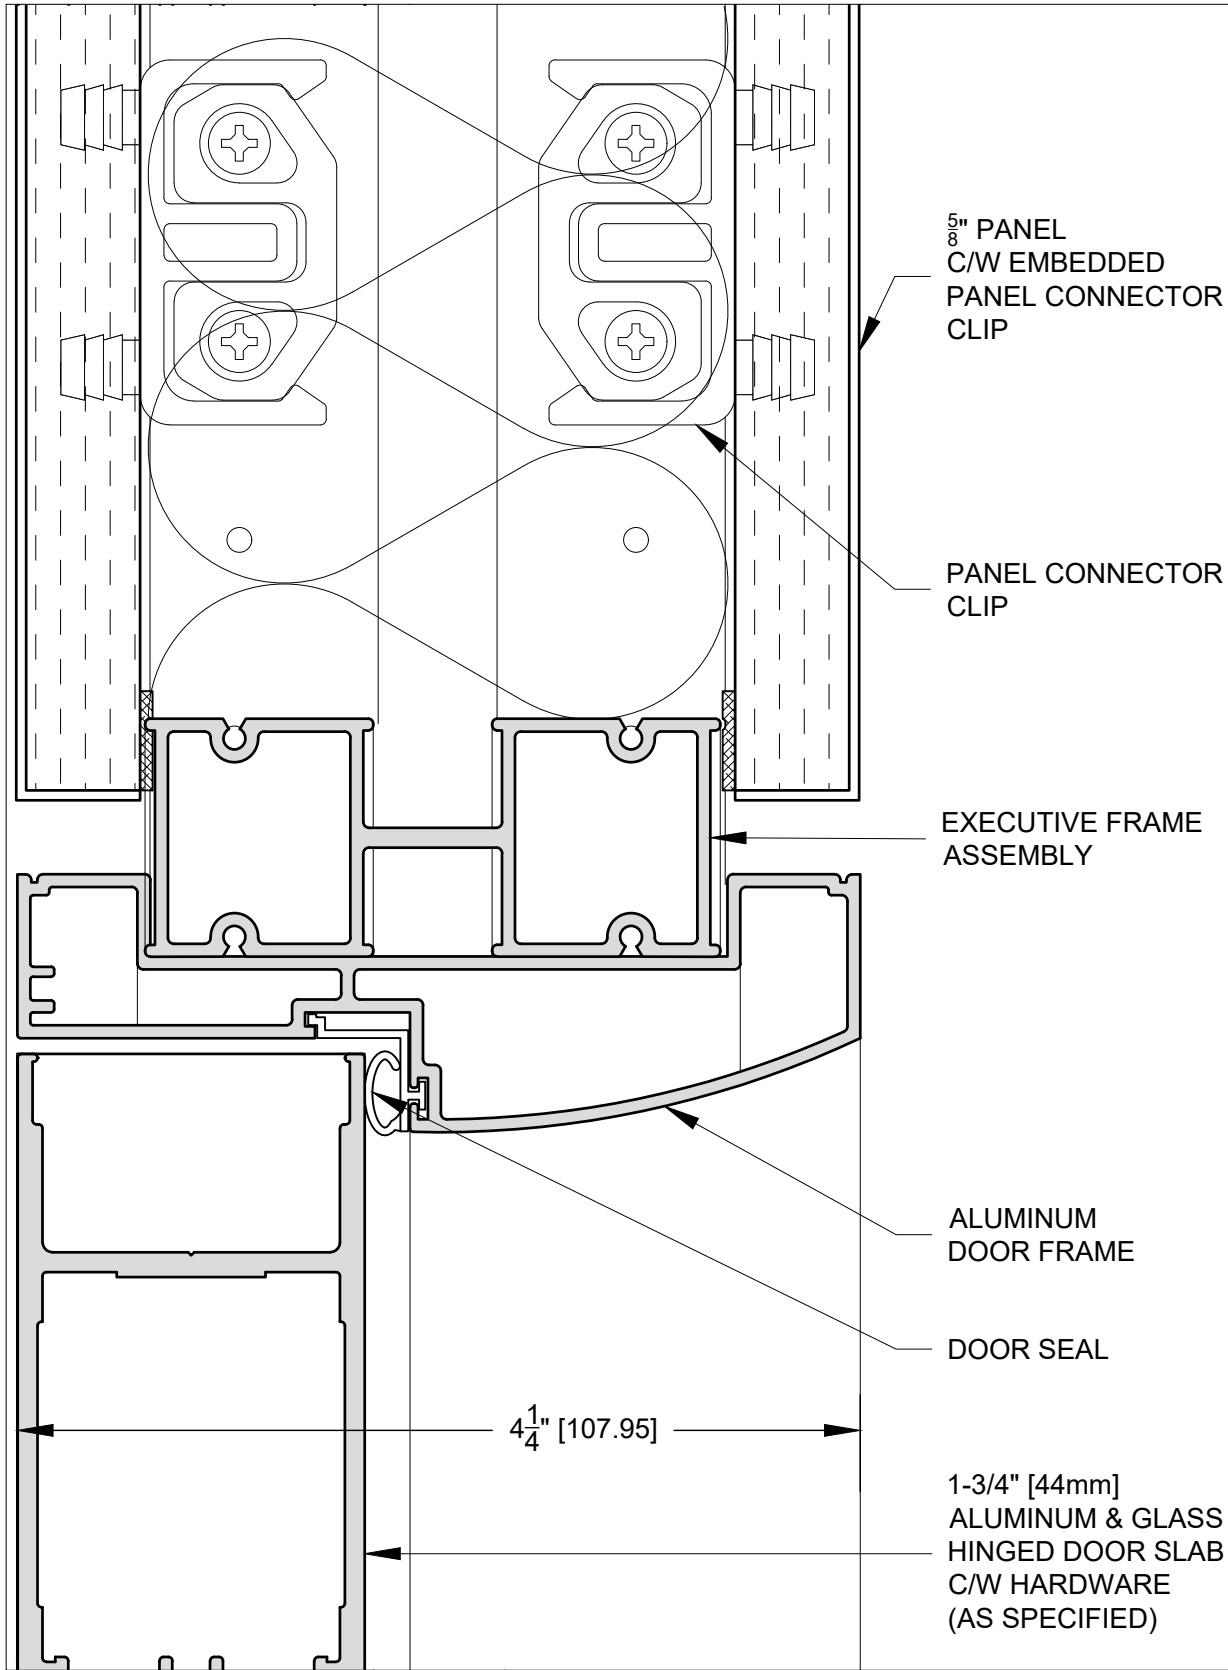 5/8" PANEL
C/W EMBEDDED
PANEL CONNECTOR
CLIP
PANEL CONNECTOR
CLIP
EXECUTIVE FRAME
ASSEMBLY
ALUMINUM
DOOR FRAME
DOOR SEAL
4 1/4" [107.95]
1-3/4" [44mm]
ALUMINUM & GLASS
HINGED DOOR SLAB
C/W HARDWARE
(AS SPECIFIED)